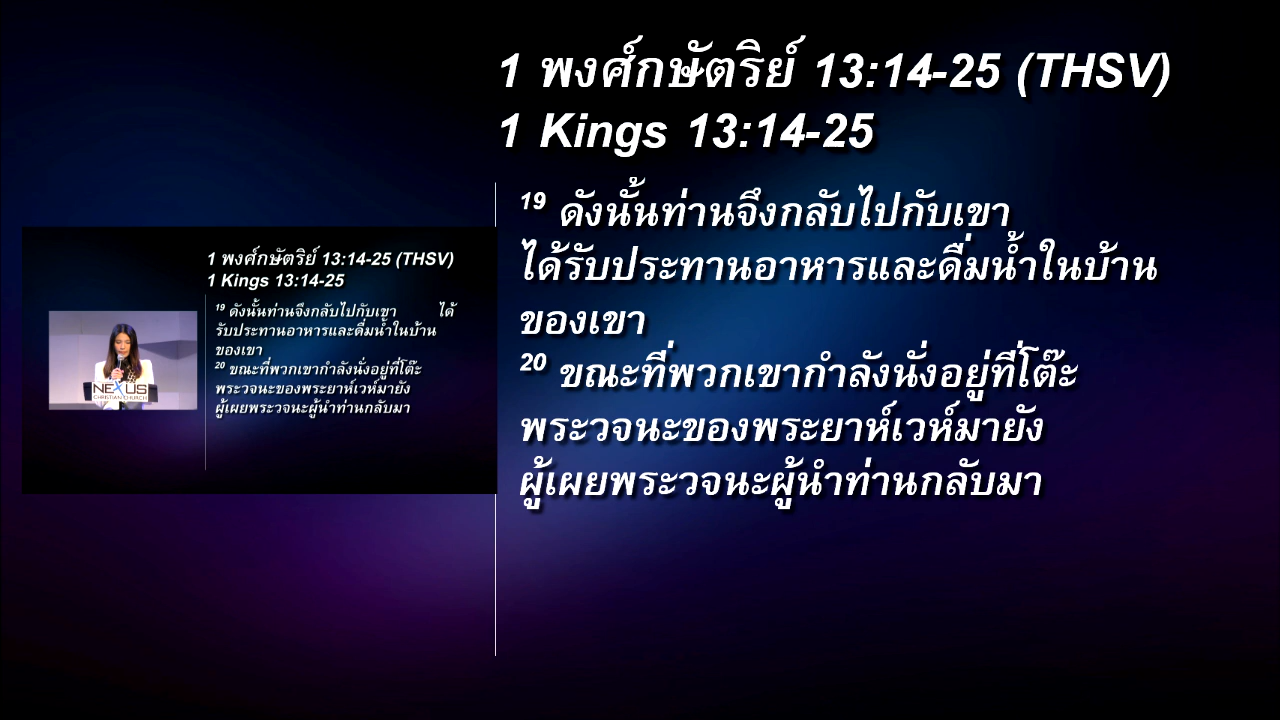 1 พงศ์กษัตริย์ 13:14-25 (THSV)
1 Kings 13:14-25
19 ดังนั้นท่านจึงกลับไปกับเขา
ได้รับประทานอาหารและดื่มน้ำในบ้าน
ของเขา
20 ขณะที่พวกเขากำลังนั่งอยู่ที่โต๊ะ
พระวจนะของพระยาห์เวห์มายัง
ผู้เผยพระวจนะผู้นำท่านกลับมา
1 พงศ์กษัตริย์ 13:14-25 (THSV)
1 Kings 13:14-25
19 ดังนั้นท่านจึงกลับไปกับเขา ได้
รับประทานอาหารและดื่มน้ำในบ้าน
ของเขา
20 ขณะที่พวกเขากำลังนั่งอยู่ที่โต๊ะ
พระวจนะของพระยาห์เวห์มายัง
ผู้เผยพระวจนะผู้นำท่านกลับมา
NEXUS
CHRISTIAN CHURCH